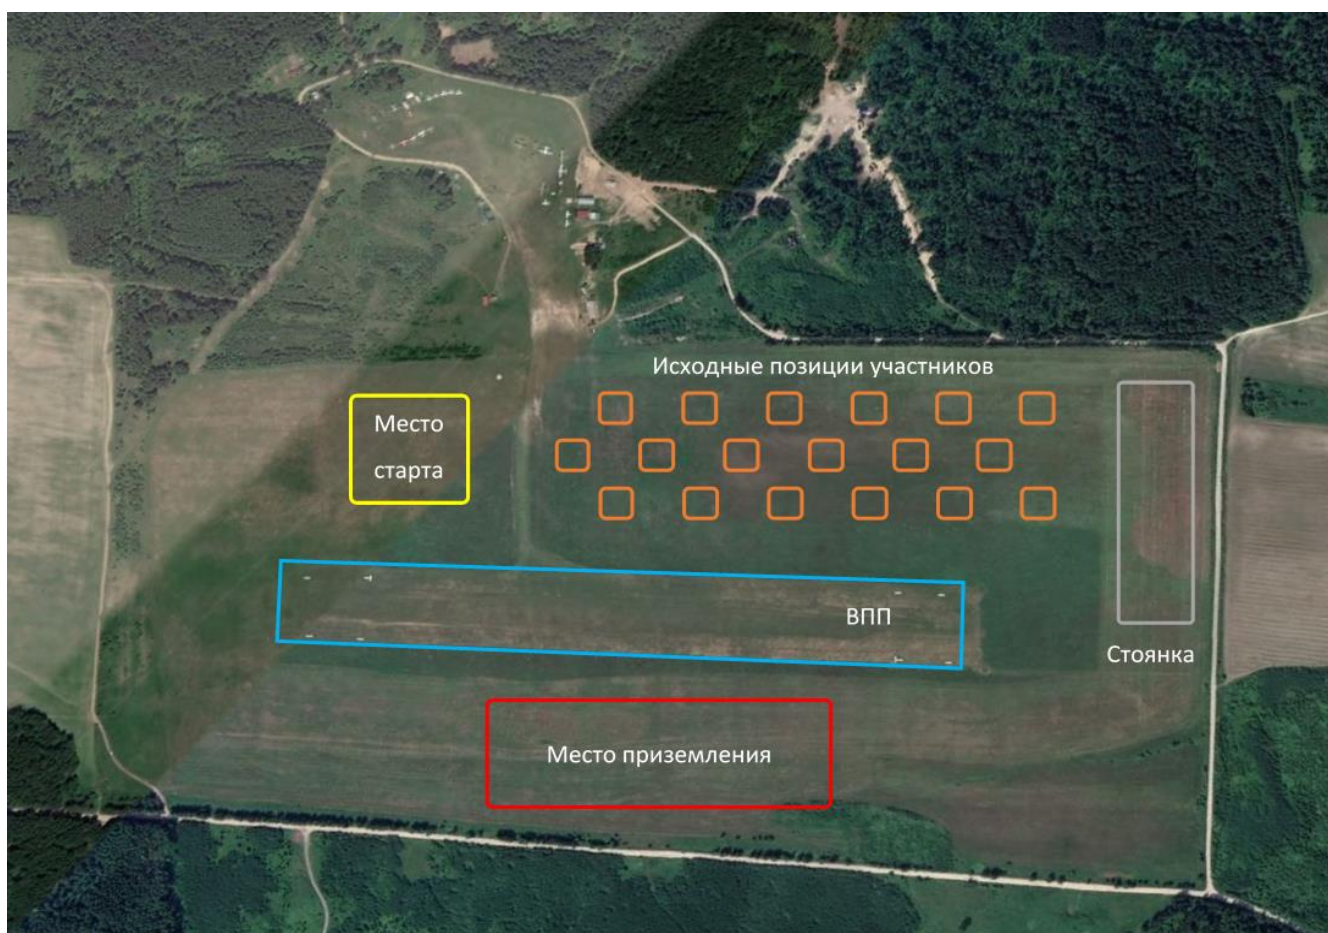 Исходные позиции участников
Место
старта
ВПП
Стоянка
Место приземления